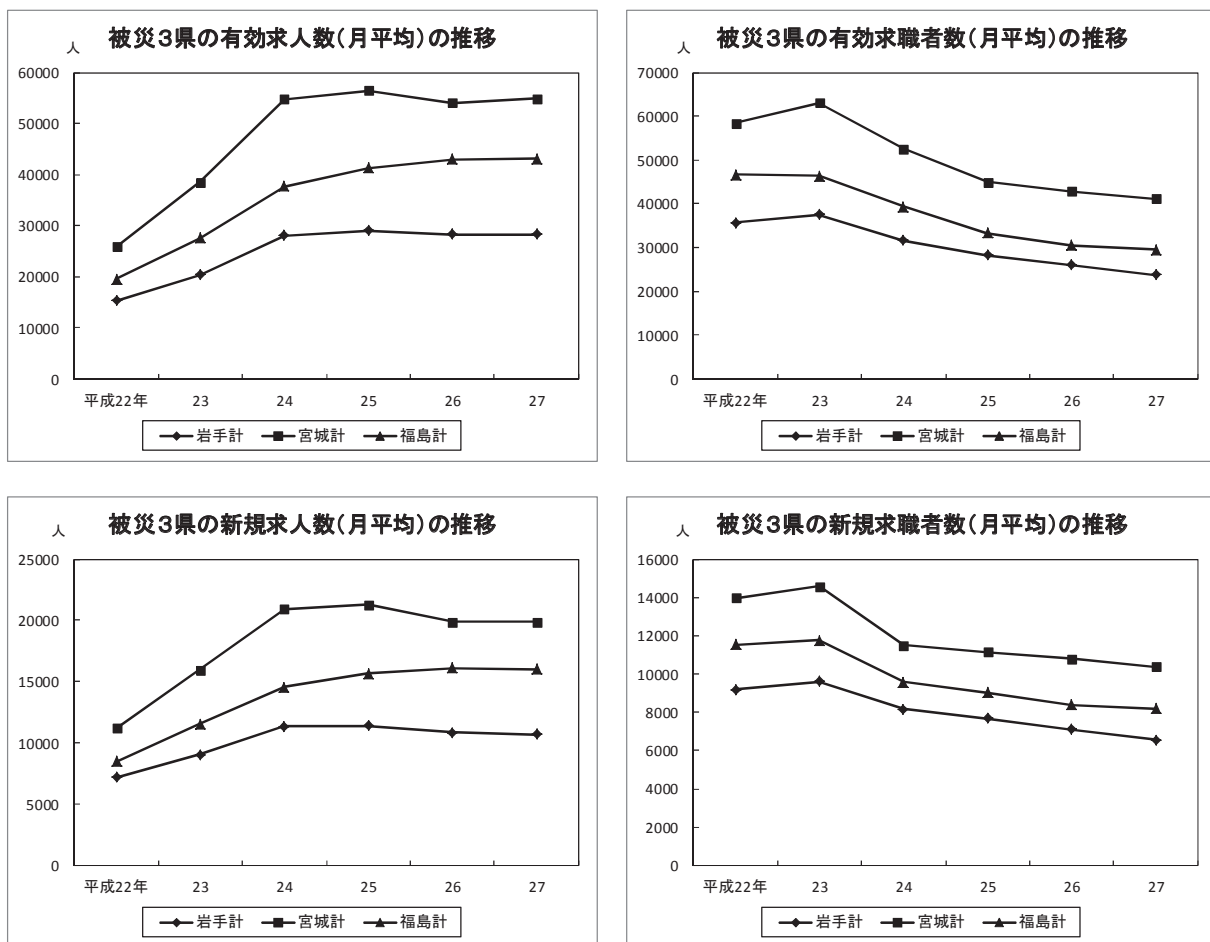 被災3県の有効求人数(月平均)の推移
人
60000
50000
40000
30000
20000
10000
0
平成22年 23 24 25 26 27
岩手計 宮城計 福島計
被災3県の有効求職者数(月平均)の推移
人
70000
60000
50000
40000
30000
20000
10000
0
平成22年 23 24 25 26 27
岩手計 宮城計 福島計
被災3県の新規求人数(月平均)の推移
人
25000
20000
15000
10000
5000
0
平成22年 23 24 25 26 27
岩手計 宮城計 福島計
被災3県の新規求職者数(月平均)の推移
人
16000
14000
12000
10000
8000
6000
4000
2000
0
平成22年 23 24 25 26 27
岩手計 宮城計 福島計